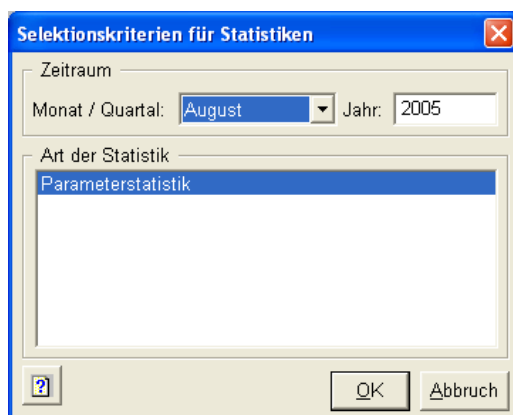 Selektionskriterien für Statistiken
Zeitraum
Monat / Quartal: August Jahr: 2005
Art der Statistik
Parameterstatistik
? OK Abbruch